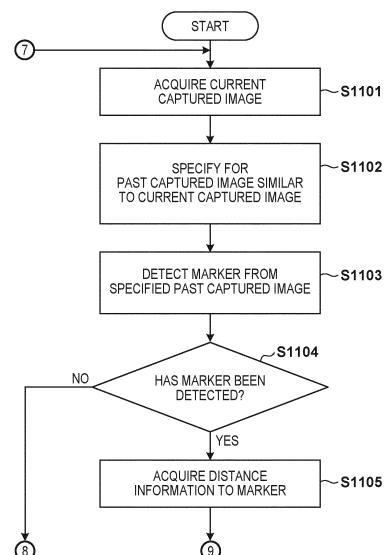 START
7
ACQUIRE CURRENT
CAPTURED IMAGE
S1101
SPECIFY FOR
PAST CAPTURED IMAGE SIMILAR
TO CURRENT CAPTURED IMAGE
S1102
DETECT MARKER FROM
SPECIFIED PAST CAPTURED IMAGE
S1103
S1104
HAS MARKER BEEN
DETECTED?
NO
YES
ACQUIRE DISTANCE
INFORMATION TO MARKER
S1105
8
9